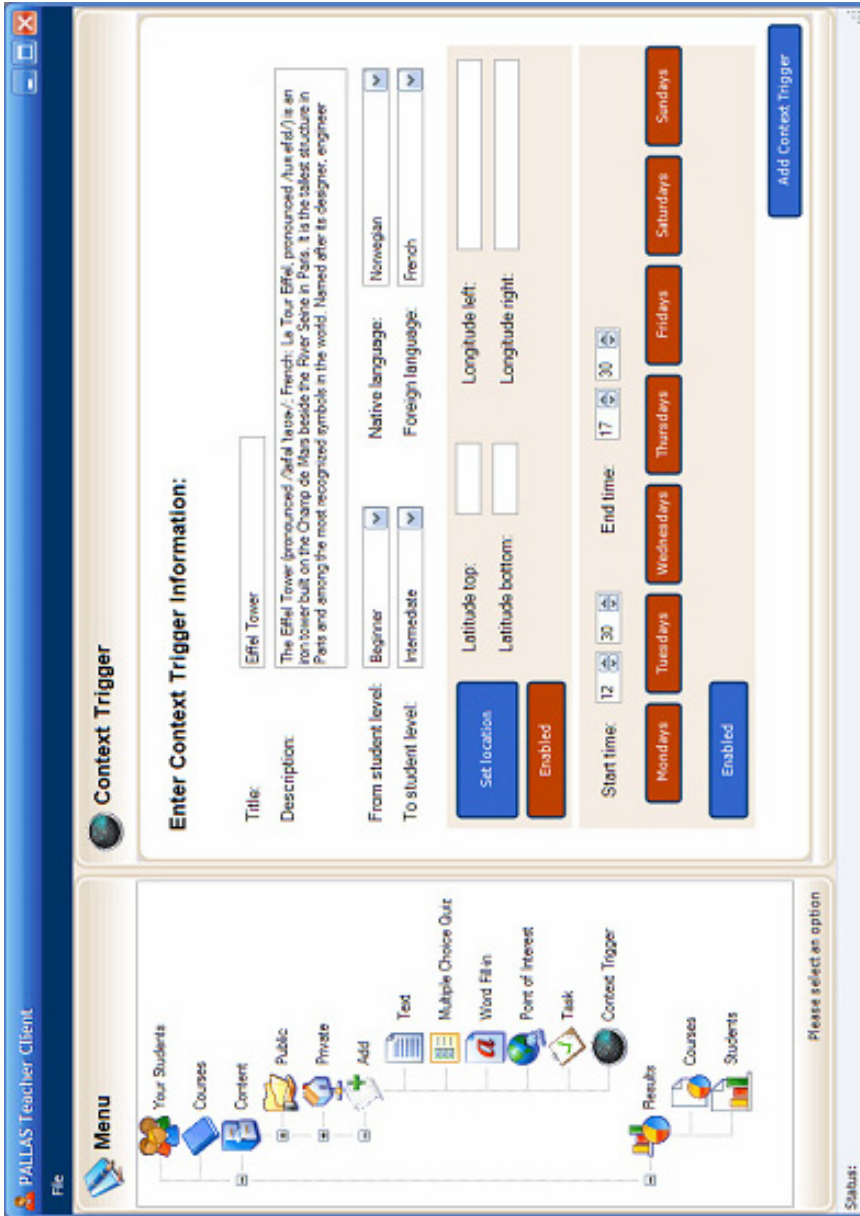 PALLAS Teacher Client
File
Menu
Your Students
Courses
Content
Public
Private
Add
Text
Multiple Choice Quiz
Word Fill-in
Point of Interest
Task
Context Trigger
Results
Courses
Students
Please select an option
Context Trigger
Enter Context Trigger Information:
Title: Eiffel Tower
Description: The Eiffel Tower (pronounced French: La Tour Eiffel, pronounced is an
iron tower built on the Champ de Mars beside the River Seine in Paris. It is the tallest structure in
Paris and among the most recognized symbols in the world. Named after its designer, engineer
From student level: Beginner Native language: Norwegian
To student level: Intermediate Foreign language: French
Set location Latitude top: Longitude left:
Enabled Latitude bottom: Longitude right:
Start time: 12 30 End time: 17 30
Mondays Tuesdays Wednesdays Thursdays Fridays Saturdays Sundays
Enabled
Add Context Trigger
Status: